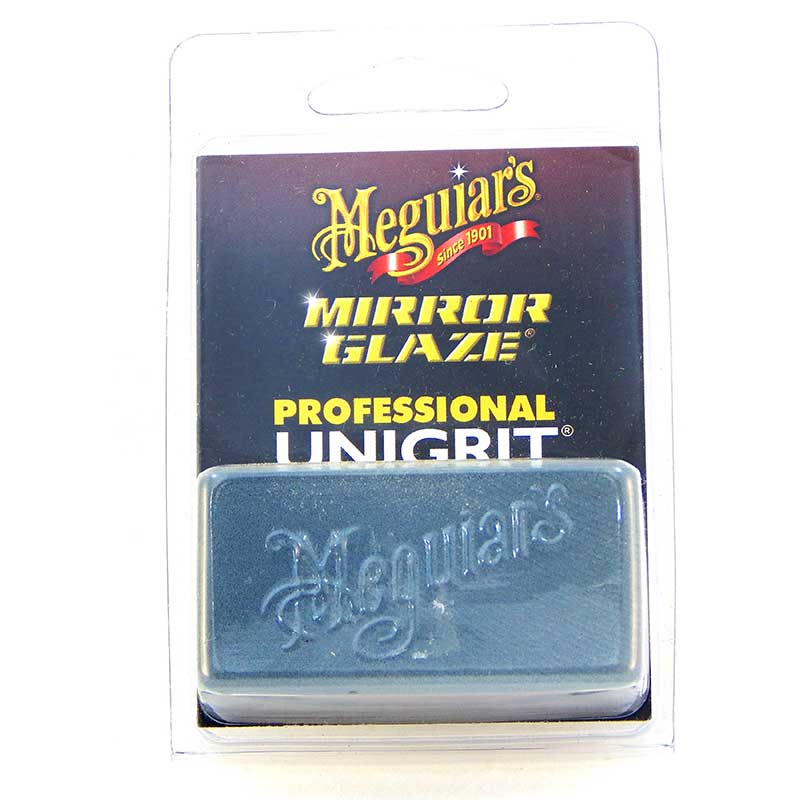 Meguiar's®
Since 1901
MIRROR
GLAZE®
PROFESSIONAL
UNIGRIT®
Meguiar's